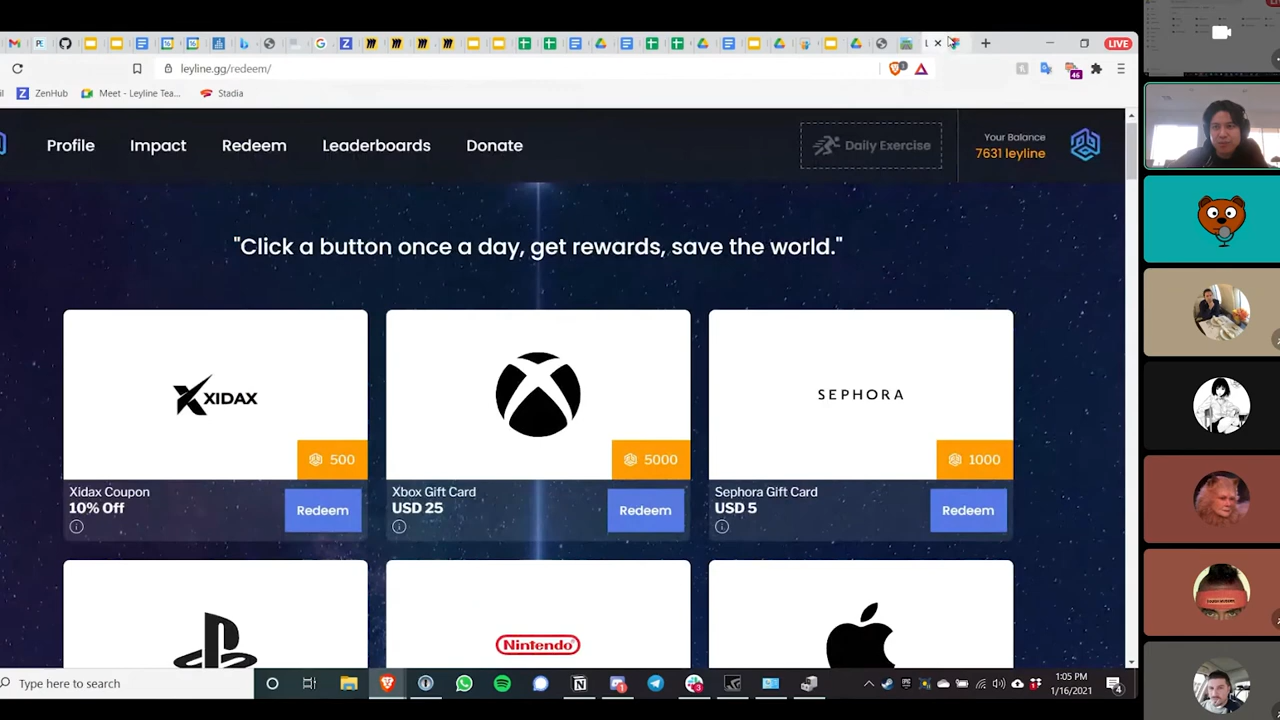 LIVE
leyline.gg/redeem/
46
ZenHub
Meet - Leyline Tea...
Stadia
Profile
Impact
Redeem
Leaderboards
Donate
Daily Exercise
Your Balance
7631 leyline
"Click a button once a day, get rewards, save the world."
XIDAX
SEPHORA
500
5000
1000
Xidax Coupon
10% Off
Redeem
Xbox Gift Card
USD 25
Redeem
Sephora Gift Card
USD 5
Redeem
Nintendo
Type here to search
1:05 PM
1/16/2021
4